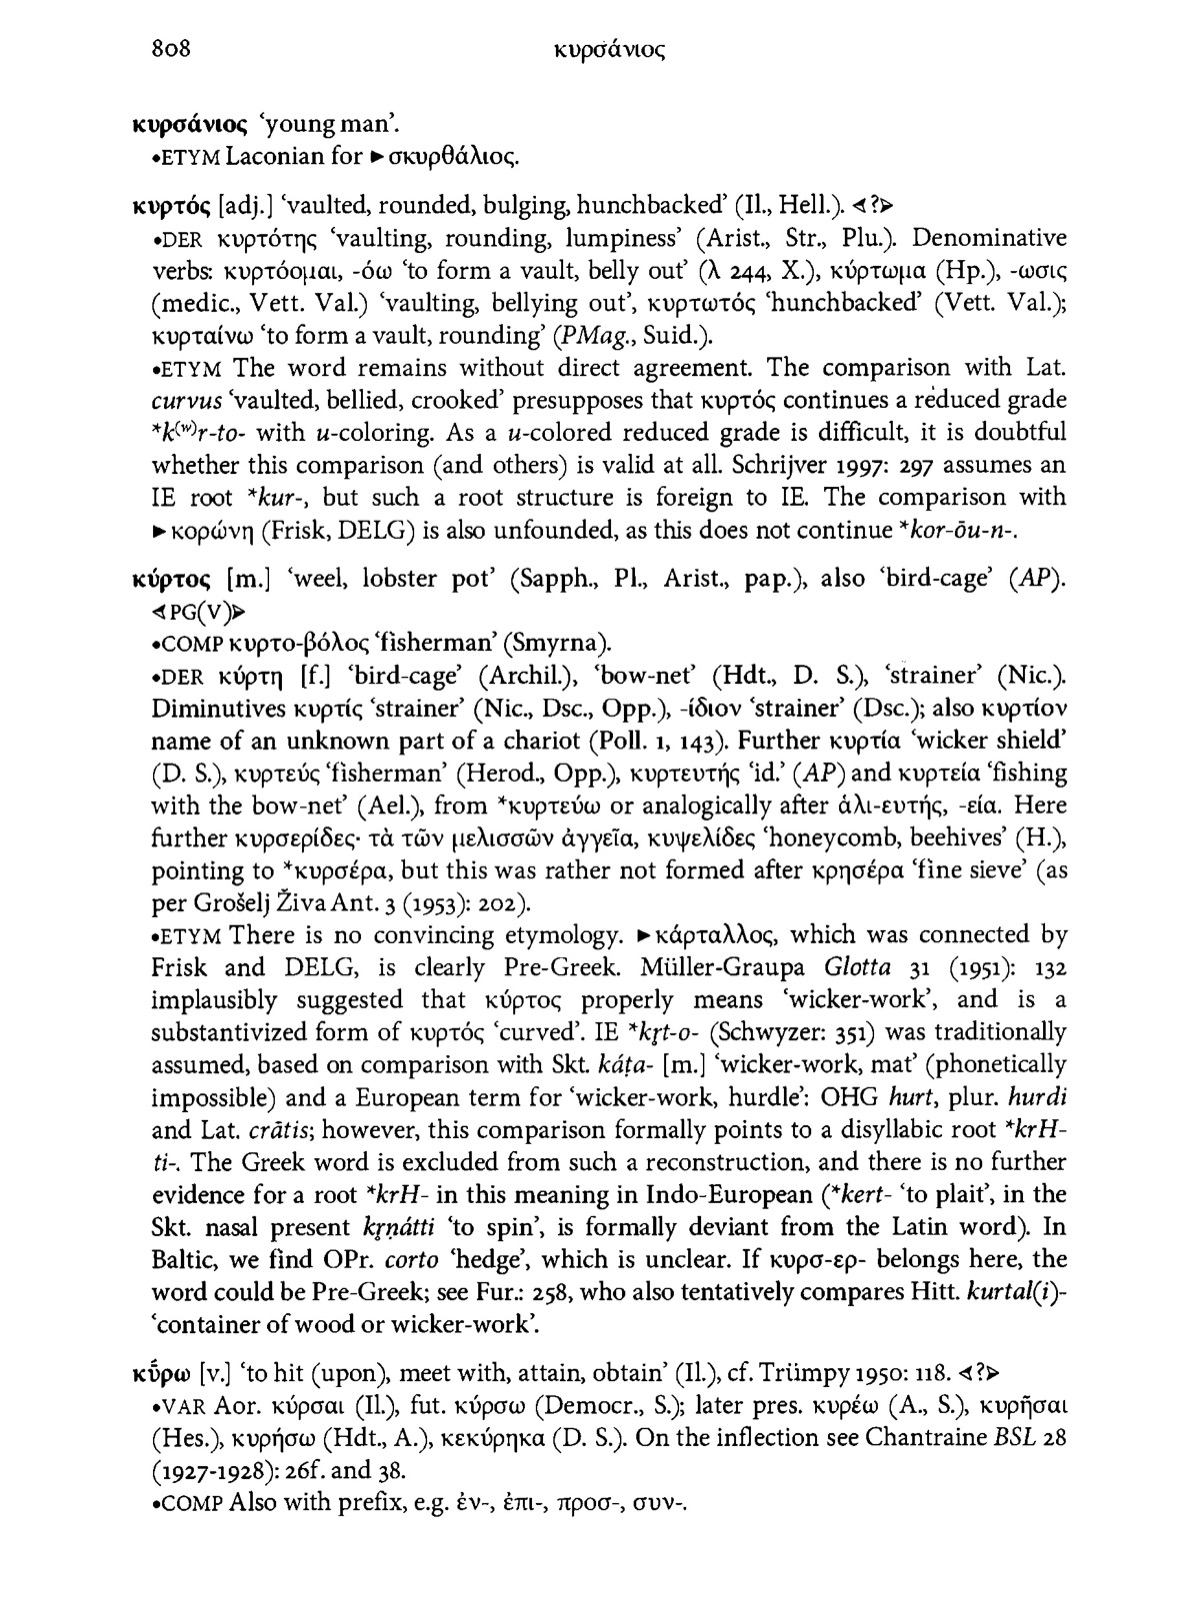 808
κυρσάνιος
κυρσάνιος ‘young man’.
•ETYM Laconian for ►σκυρθάλιος.
κυρτός [adj.] ‘vaulted, rounded, bulging, hunchbacked’ (Il., Hell.). ⊲?⊳
•DER κυρτότης ‘vaulting, rounding, lumpiness’ (Arist., Str., Plu.). Denominative
verbs: κυρτόομαι, -όω ‘to form a vault, belly out’ (λ 244, X.), κύρτωμα (Hp.), -ωσις
(medic., Vett. Val.) ‘vaulting, bellying out’, κυρτωτός ‘hunchbacked’ (Vett. Val.);
κυρταίνω ‘to form a vault, rounding’ (PMag., Suid.).
•ETYM The word remains without direct agreement. The comparison with Lat.
curvus ‘vaulted, bellied, crooked’ presupposes that κυρτός continues a reduced grade
*k⁽ʷ⁾r-to- with u-coloring. As a u-colored reduced grade is difficult, it is doubtful
whether this comparison (and others) is valid at all. Schrijver 1997: 297 assumes an
IE root *kur-, but such a root structure is foreign to IE. The comparison with
►κορώνη (Frisk, DELG) is also unfounded, as this does not continue *kor-ōu-n-.
κύρτος [m.] ‘weel, lobster pot’ (Sapph., Pl., Arist., pap.), also ‘bird-cage’ (AP).
⊲PG(V)⊳
•COMP κυρτο-βόλος ‘fisherman’ (Smyrna).
•DER κύρτη [f.] ‘bird-cage’ (Archil.), ‘bow-net’ (Hdt., D. S.), ‘strainer’ (Nic.).
Diminutives κυρτίς ‘strainer’ (Nic., Dsc., Opp.), -ίδιον ‘strainer’ (Dsc.); also κυρτίον
name of an unknown part of a chariot (Poll. 1, 143). Further κυρτία ‘wicker shield’
(D. S.), κυρτεύς ‘fisherman’ (Herod., Opp.), κυρτευτής ‘id.’ (AP) and κυρτεία ‘fishing
with the bow-net’ (Ael.), from *κυρτεύω or analogically after ἁλι-ευτής, -εία. Here
further κυρσερίδες· τὰ τῶν μελισσῶν ἀγγεῖα, κυψελίδες ‘honeycomb, beehives’ (H.),
pointing to *κυρσέρα, but this was rather not formed after κρησέρα ‘fine sieve’ (as
per Grošelj Živa Ant. 3 (1953): 202).
•ETYM There is no convincing etymology. ►κάρταλλος, which was connected by
Frisk and DELG, is clearly Pre-Greek. Müller-Graupa Glotta 31 (1951): 132
implausibly suggested that κύρτος properly means ‘wicker-work’, and is a
substantivized form of κυρτός ‘curved’. IE *kr̥t-o- (Schwyzer: 351) was traditionally
assumed, based on comparison with Skt. káṭa- [m.] ‘wicker-work, mat’ (phonetically
impossible) and a European term for ‘wicker-work, hurdle’: OHG hurt, plur. hurdi
and Lat. crātis; however, this comparison formally points to a disyllabic root *krH-
ti-. The Greek word is excluded from such a reconstruction, and there is no further
evidence for a root *krH- in this meaning in Indo-European (*kert- ‘to plait’, in the
Skt. nasal present kr̥ṇátti ‘to spin’, is formally deviant from the Latin word). In
Baltic, we find OPr. corto ‘hedge’, which is unclear. If κυρσ-ερ- belongs here, the
word could be Pre-Greek; see Fur.: 258, who also tentatively compares Hitt. kurtal(i)-
‘container of wood or wicker-work’.
κῡ́ρω [v.] ‘to hit (upon), meet with, attain, obtain’ (Il.), cf. Trümpy 1950: 118. ⊲?⊳
•VAR Aor. κύρσαι (Il.), fut. κύρσω (Democr., S.); later pres. κυρέω (A., S.), κυρῆσαι
(Hes.), κυρήσω (Hdt., A.), κεκύρηκα (D. S.). On the inflection see Chantraine BSL 28
(1927-1928): 26f. and 38.
•COMP Also with prefix, e.g. ἐν-, ἐπι-, προσ-, συν-.